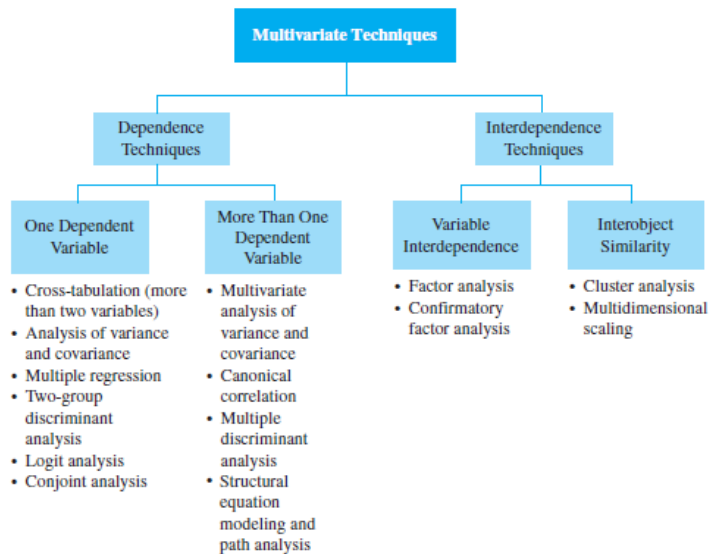 Multivariate Techniques
Dependence
Techniques
Interdependence
Techniques
One Dependent
Variable
More Than One
Dependent
Variable
Variable
Interdependence
Interobject
Similarity
• Cross-tabulation (more
than two variables)
• Analysis of variance
and covariance
• Multiple regression
• Two-group
discriminant
analysis
• Logit analysis
• Conjoint analysis
• Multivariate
analysis of
variance and
covariance
• Canonical
correlation
• Multiple
discriminant
analysis
• Structural
equation
modeling and
path analysis
• Factor analysis
• Confirmatory
factor analysis
• Cluster analysis
• Multidimensional
scaling